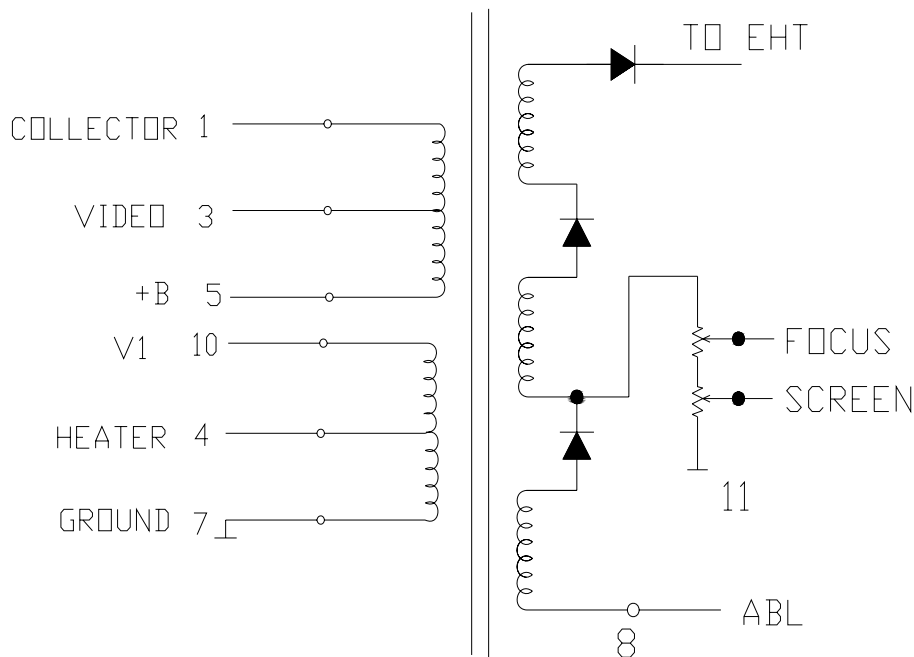 TO EHT
COLLECTOR 1
VIDEO 3
+B 5
V1 10
FOCUS
SCREEN
HEATER 4
11
GROUND 7
ABL
8